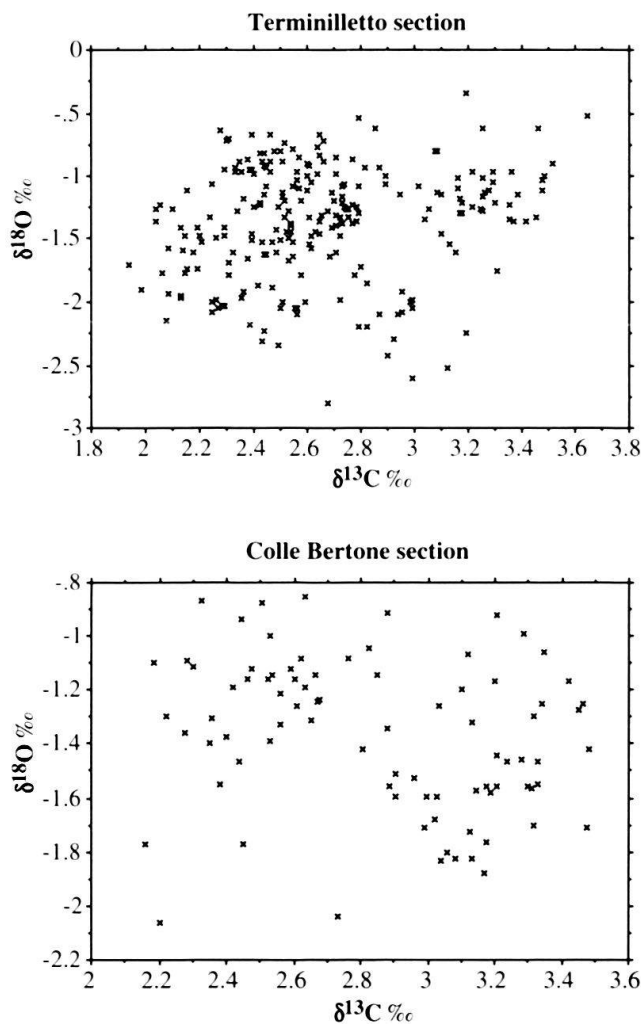 Terminilletto section
0
-.5
-1
-1.5
-2
-2.5
-3
δ18O ‰
1.8 2 2.2 2.4 2.6 2.8 3 3.2 3.4 3.6 3.8
δ13C ‰
Colle Bertone section
-.8
-1
-1.2
-1.4
-1.6
-1.8
-2
-2.2
δ18O ‰
2 2.2 2.4 2.6 2.8 3 3.2 3.4 3.6
δ13C ‰